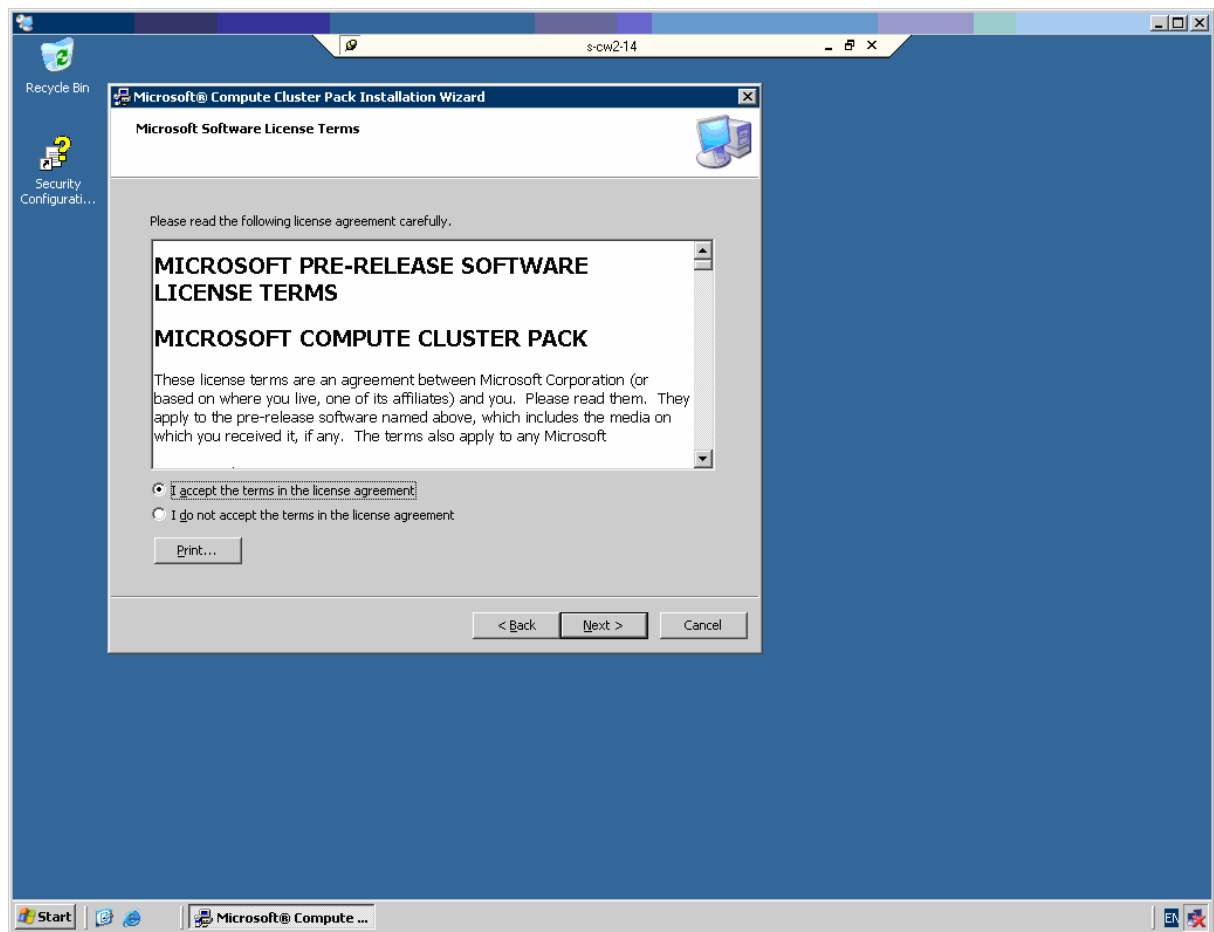 s-cw2-14
Recycle Bin
Security
Configurati...
Microsoft® Compute Cluster Pack Installation Wizard
Microsoft Software License Terms
Please read the following license agreement carefully.
MICROSOFT PRE-RELEASE SOFTWARE
LICENSE TERMS
MICROSOFT COMPUTE CLUSTER PACK
These license terms are an agreement between Microsoft Corporation (or
based on where you live, one of its affiliates) and you.  Please read them.  They
apply to the pre-release software named above, which includes the media on
which you received it, if any.  The terms also apply to any Microsoft
I accept the terms in the license agreement
I do not accept the terms in the license agreement
Print...
< Back
Next >
Cancel
Start
Microsoft® Compute ...
EN